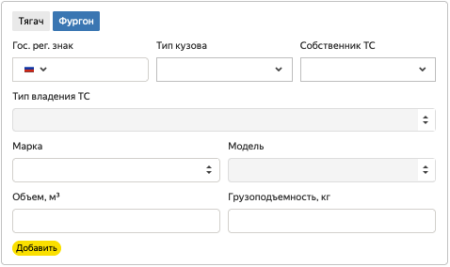 Тягач Фургон
Гос. рег. знак Тип кузова Собственник ТС
Тип владения ТС
Марка Модель
Объем, м³ Грузоподъемность, кг
Добавить